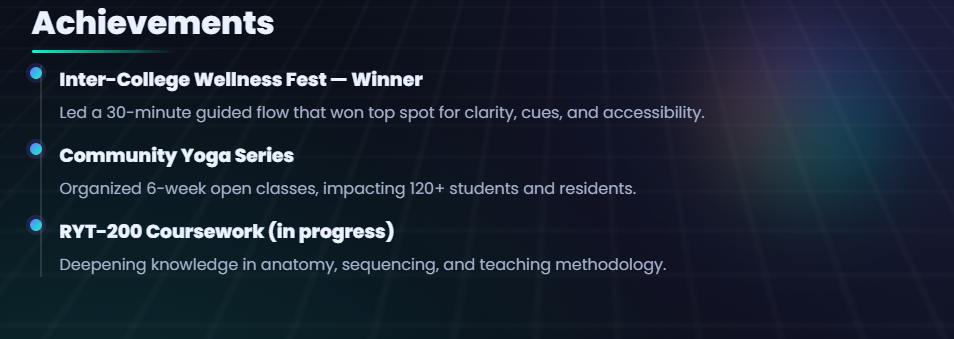 Achievements
Inter-College Wellness Fest — Winner
Led a 30-minute guided flow that won top spot for clarity, cues, and accessibility.
Community Yoga Series
Organized 6-week open classes, impacting 120+ students and residents.
RYT-200 Coursework (in progress)
Deepening knowledge in anatomy, sequencing, and teaching methodology.